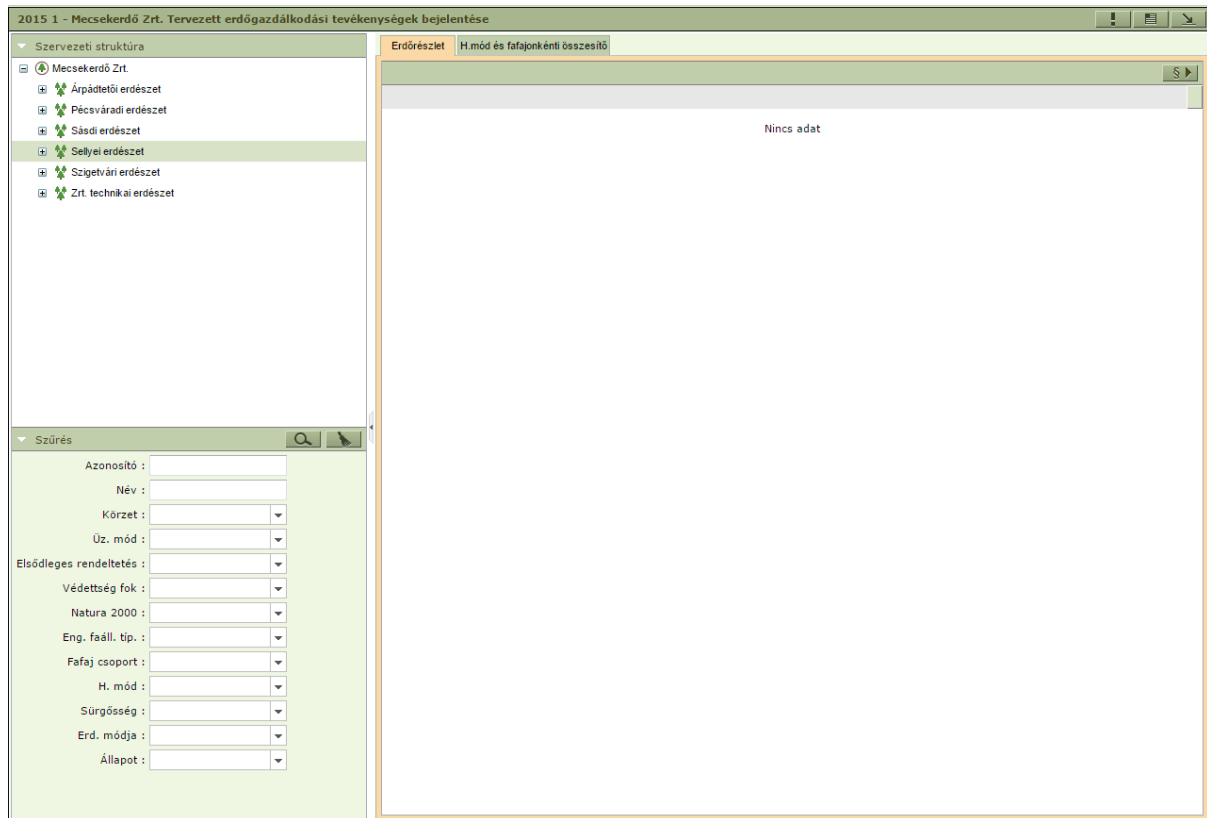 2015 1 - Mecsekerdő Zrt. Tervezett erdőgazdálkodási tevékenységek bejelentése
Szervezeti struktúra
Mecsekerdő Zrt.
Árpádtetői erdészet
Pécsváradi erdészet
Sásdi erdészet
Sellyei erdészet
Szigetvári erdészet
Zrt. technikai erdészet
Szűrés
Azonosító :
Név :
Körzet :
Üz. mód :
Elsődleges rendeltetés :
Védettség fok :
Natura 2000 :
Eng. faáll. típ. :
Fafaj csoport :
H. mód :
Sürgősség :
Erd. módja :
Állapot :
Erdőrészlet H.mód és fafajonkénti összesítő
§
Nincs adat